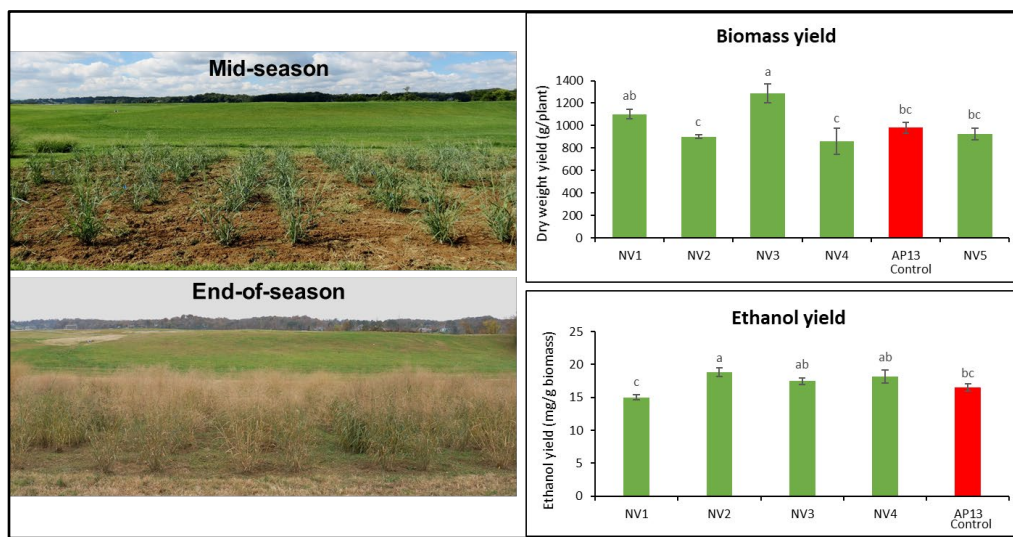 Mid-season
End-of-season
Biomass yield
Dry weight yield (g/plant)
1400
1200
1000
800
600
400
200
0
ab
c
a
c
bc
bc
NV1
NV2
NV3
NV4
AP13
Control
NV5
Ethanol yield
Ethanol yield (mg/g biomass)
25
20
15
10
5
0
c
a
ab
ab
bc
NV1
NV2
NV3
NV4
AP13
Control